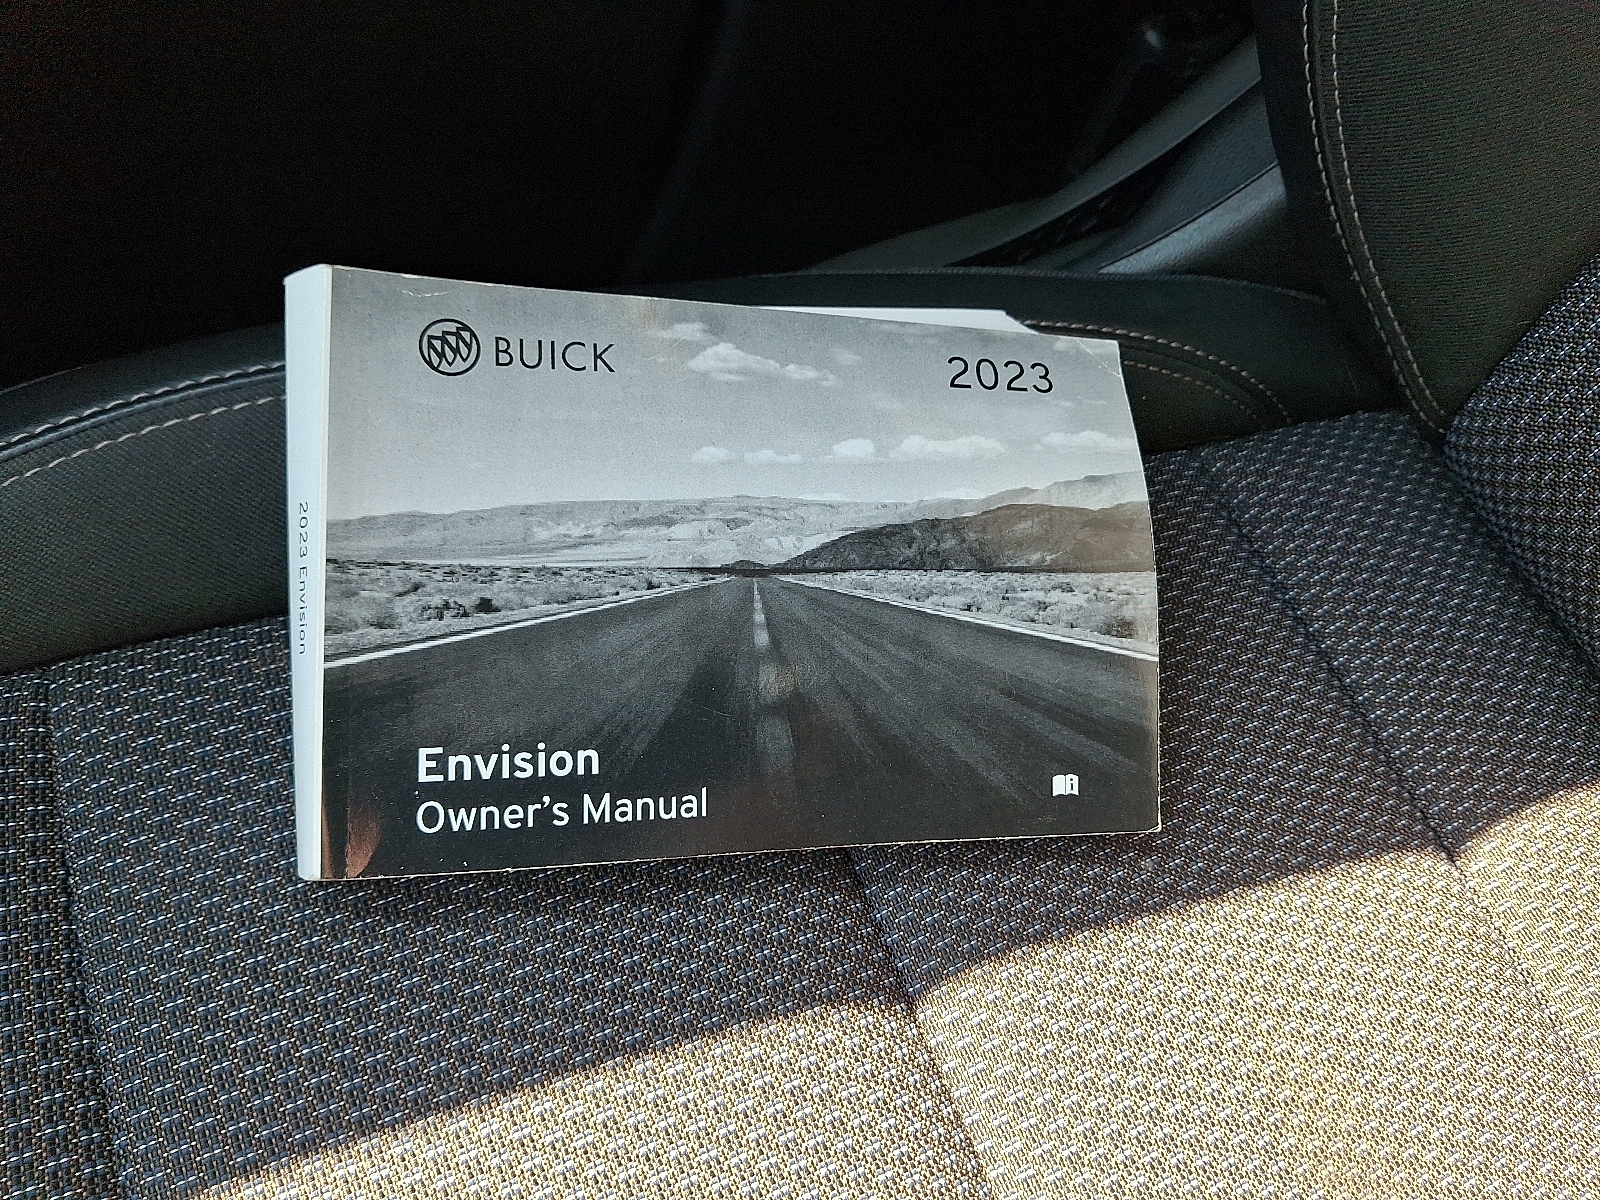 BUICK
2023
Envision
Owner's Manual
2023 Envision